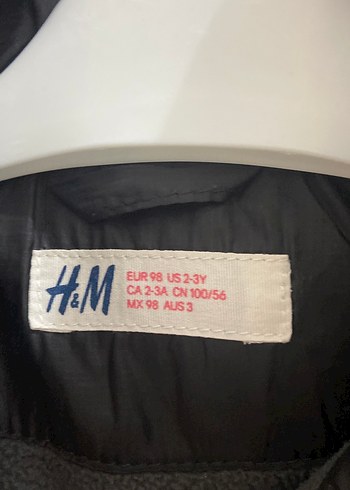 H&M
EUR 98 US 2-3Y
CA 2-3A CN 100/56
MX 98 AUS 3